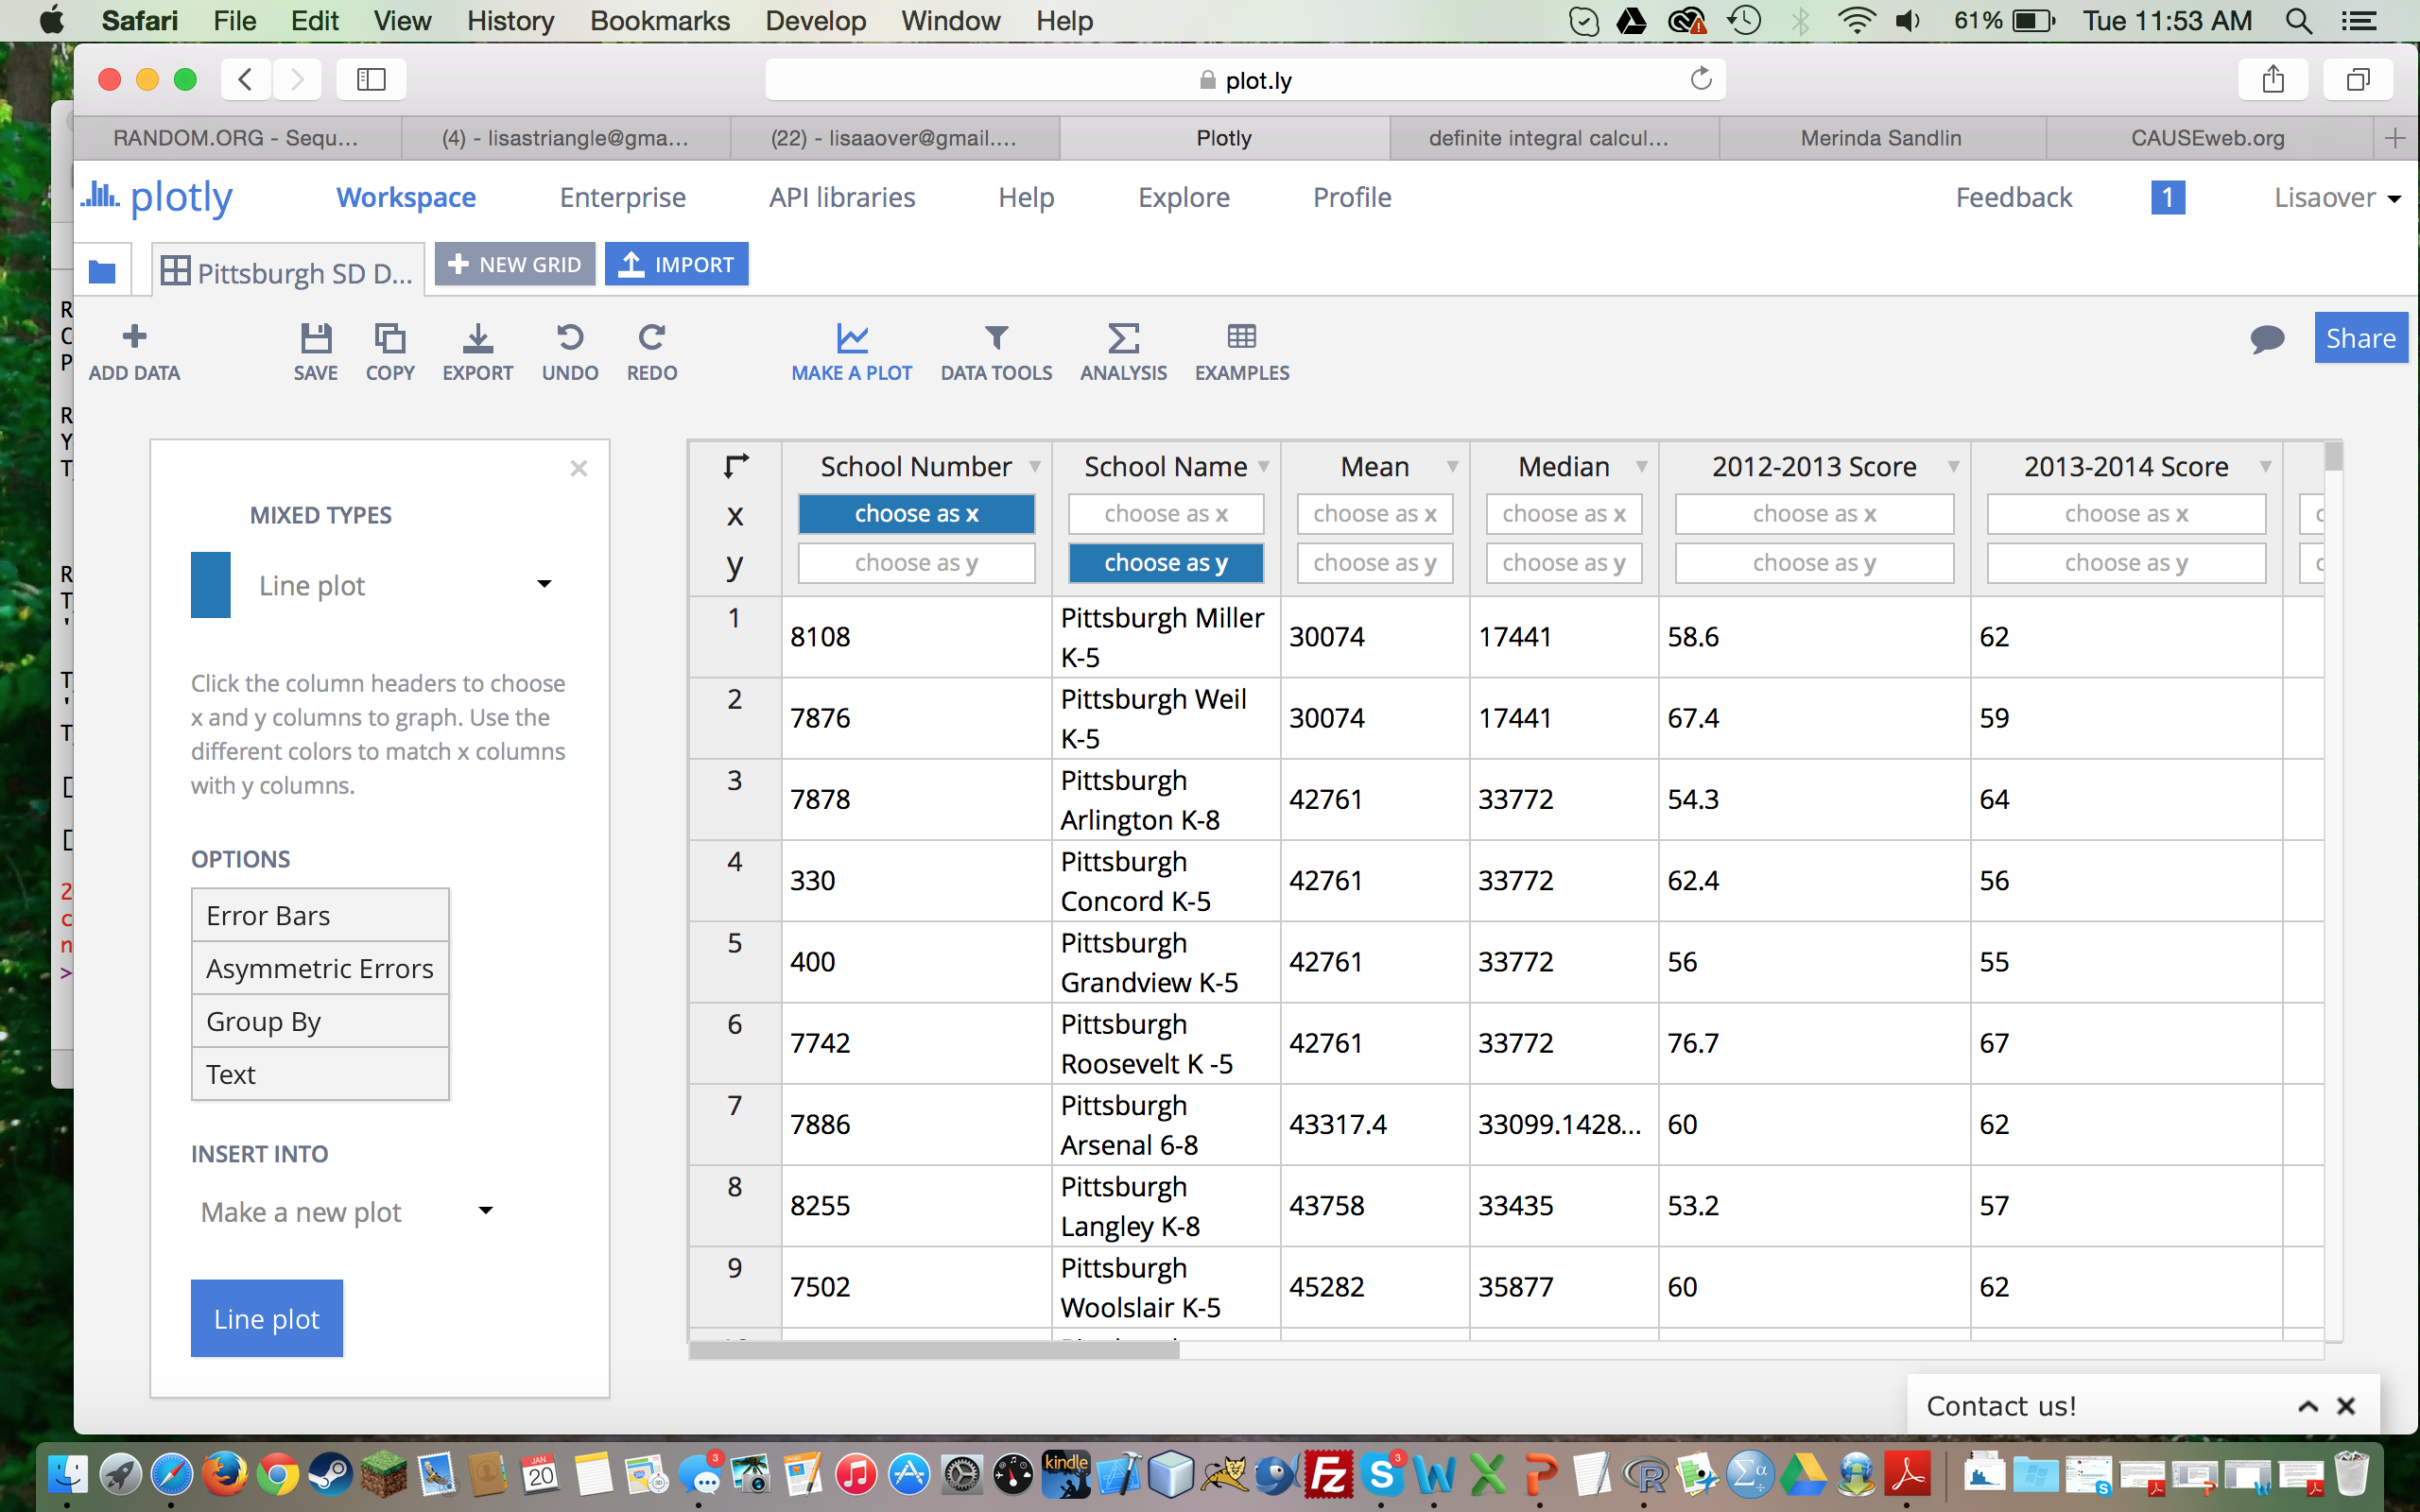 Safari File Edit View History Bookmarks Develop Window Help 61% Tue 11:53 AM
plot.ly
RANDOM.ORG - Sequ... (4) - lisastriangle@gma... (22) - lisaaover@gmail.... Plotly definite integral calcul... Merinda Sandlin CAUSEweb.org
plotly Workspace Enterprise API libraries Help Explore Profile Feedback 1 Lisaover
Pittsburgh SD D... NEW GRID IMPORT
ADD DATA SAVE COPY EXPORT UNDO REDO MAKE A PLOT DATA TOOLS ANALYSIS EXAMPLES Share
MIXED TYPES
Line plot
Click the column headers to choose
x and y columns to graph. Use the
different colors to match x columns
with y columns.
OPTIONS
Error Bars
Asymmetric Errors
Group By
Text
INSERT INTO
Make a new plot
Line plot
School Number School Name Mean Median 2012-2013 Score 2013-2014 Score
x choose as x choose as x choose as x choose as x choose as x choose as x
y choose as y choose as y choose as y choose as y choose as y choose as y
1 8108 Pittsburgh Miller K-5 30074 17441 58.6 62
2 7876 Pittsburgh Weil K-5 30074 17441 67.4 59
3 7878 Pittsburgh Arlington K-8 42761 33772 54.3 64
4 330 Pittsburgh Concord K-5 42761 33772 62.4 56
5 400 Pittsburgh Grandview K-5 42761 33772 56 55
6 7742 Pittsburgh Roosevelt K -5 42761 33772 76.7 67
7 7886 Pittsburgh Arsenal 6-8 43317.4 33099.1428... 60 62
8 8255 Pittsburgh Langley K-8 43758 33435 53.2 57
9 7502 Pittsburgh Woolslair K-5 45282 35877 60 62
Contact us!
JAN
20
3
kindle
Fz
3